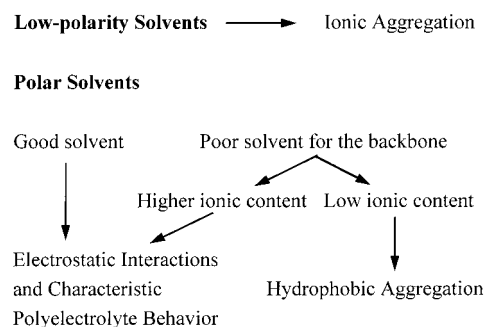 Low-polarity Solvents Ionic Aggregation
Polar Solvents
Good solvent Poor solvent for the backbone
Higher ionic content Low ionic content
Electrostatic Interactions
and Characteristic
Polyelectrolyte Behavior
Hydrophobic Aggregation